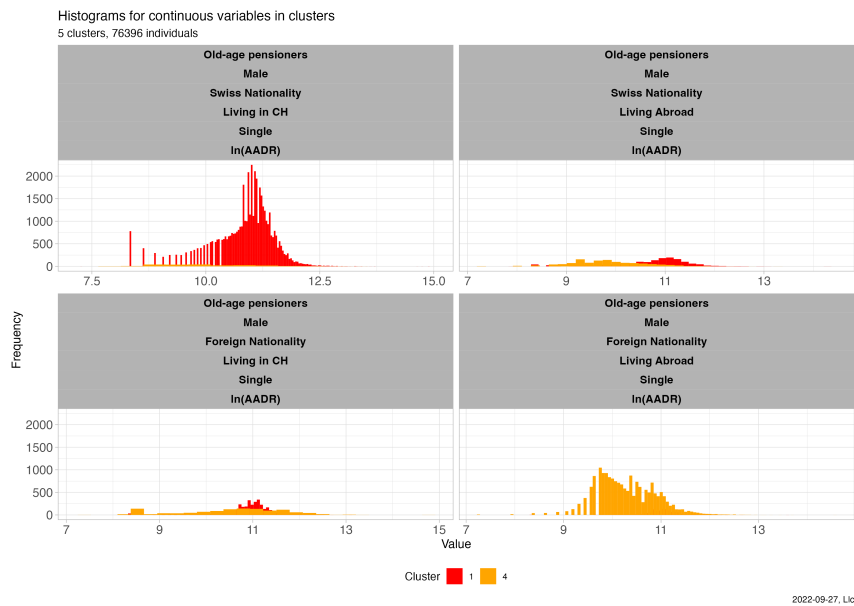 Histograms for continuous variables in clusters
5 clusters, 76396 individuals
Old-age pensioners
Male
Swiss Nationality
Living in CH
Single
ln(AADR)
Old-age pensioners
Male
Swiss Nationality
Living Abroad
Single
ln(AADR)
2000
1500
1000
500
0
7.5 10.0 12.5 15.0
7 9 11 13
Frequency
Old-age pensioners
Male
Foreign Nationality
Living in CH
Single
ln(AADR)
Old-age pensioners
Male
Foreign Nationality
Living Abroad
Single
ln(AADR)
2000
1500
1000
500
0
7 9 11 13 15
7 9 11 13
Value
Cluster 1 4
2022-09-27, Llc